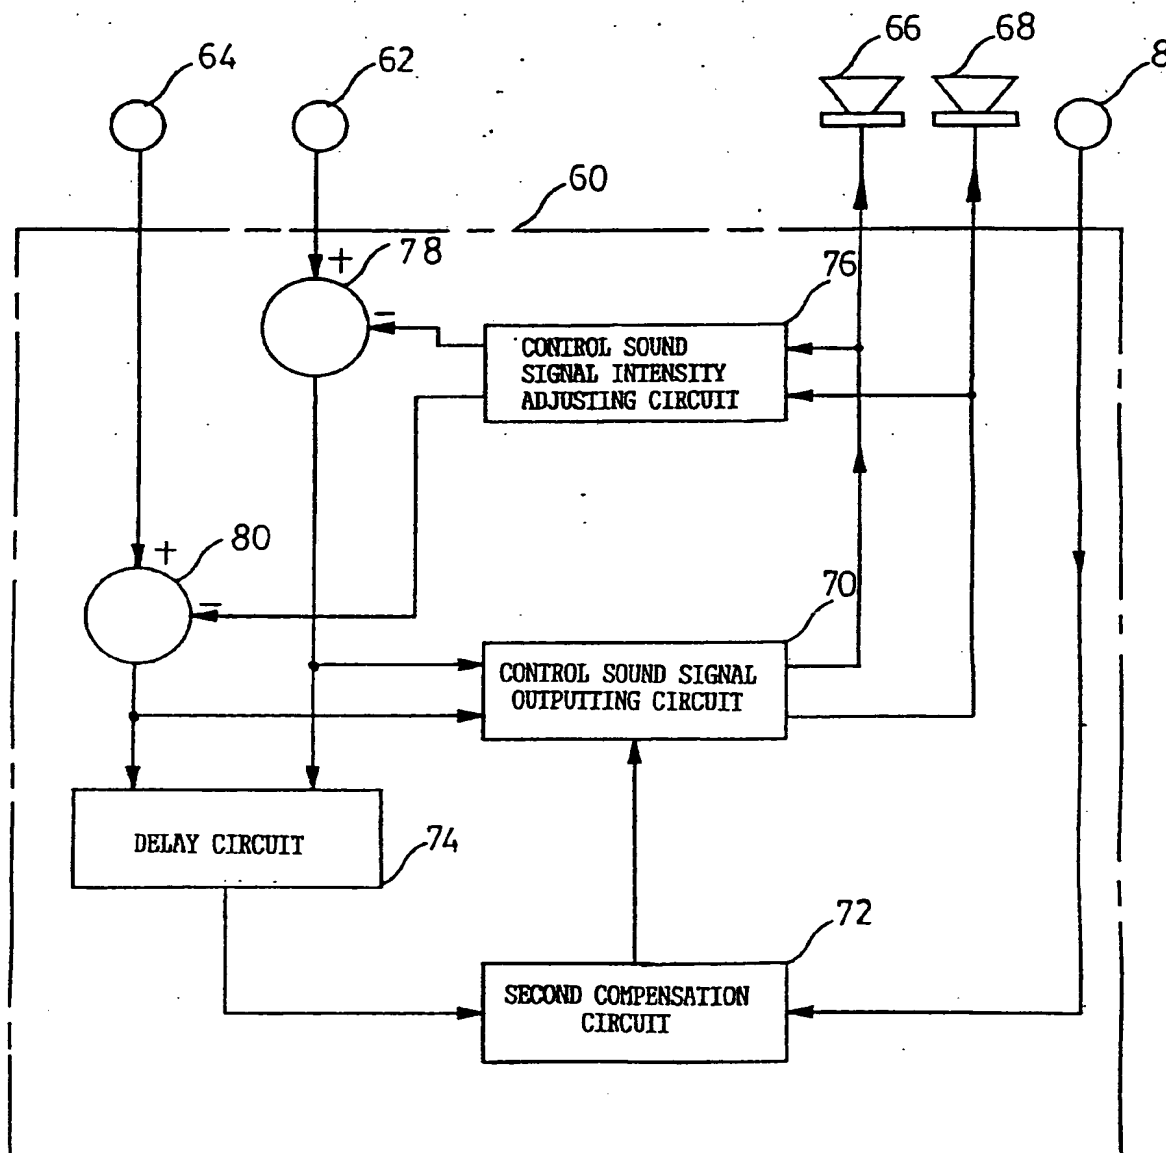 64
62
66
68
8
60
+
78
76
-
CONTROL SOUND
SIGNAL INTENSITY
ADJUSTING CIRCUIT
+
80
-
70
CONTROL SOUND SIGNAL
OUTPUTTING CIRCUIT
DELAY CIRCUIT
74
72
SECOND COMPENSATION
CIRCUIT